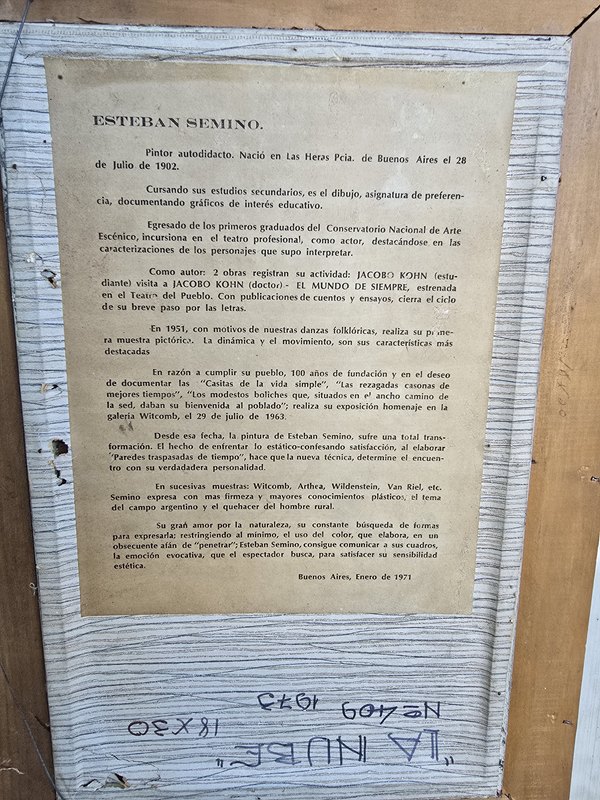 ESTEBAN SEMINO.
Pintor autodidacto. Nació en Las Heras Pcia. de Buenos Aires el 28
de Julio de 1902.
Cursando sus estudios secundarios, es el dibujo, asignatura de preferen-
cia, documentando gráficos de interés educativo.
Egresado de los primeros graduados del Conservatorio Nacional de Arte
Escénico, incursiona en el teatro profesional, como actor, destacándose en las
caracterizaciones de los personajes que supo interpretar.
Como autor: 2 obras registran su actividad: JACOBO KOHN (estu-
diante) visita a JACOBO KOHN (doctor) - EL MUNDO DE SIEMPRE, estrenada
en el Teatro del Pueblo. Con publicaciones de cuentos y ensayos, cierra el ciclo
de su breve paso por las letras.
En 1951, con motivos de nuestras danzas folklóricas, realiza su prime-
ra muestra pictórica. La dinámica y el movimiento, son sus características más
destacadas
En razón a cumplir su pueblo, 100 años de fundación y en el deseo
de documentar las "Casitas de la vida simple", "Las rezagadas casonas de
mejores tiempos", "Los modestos boliches que, situados en el ancho camino de
la sed, daban su bienvenida al poblado"; realiza su exposición homenaje en la
galería Witcomb, el 29 de julio de 1963.
Desde esa fecha, la pintura de Esteban Semino, sufre una total trans-
formación. El hecho de enfrentar lo estático-confesando satisfacción, al elaborar
"Paredes traspasadas de tiempo", hace que la nueva técnica, determine el encuen-
tro con su verdadadera personalidad.
En sucesivas muestras: Witcomb, Arthea, Wildenstein, Van Riel, etc.
Semino expresa con mas firmeza y mayores conocimientos plásticos, el tema
del campo argentino y el quehacer del hombre rural.
Su gran amor por la naturaleza, su constante búsqueda de formas
para expresarla; restringiendo al mínimo, el uso del color, que elabora, en un
obsecuente afán de "penetrar"; Esteban Semino, consigue comunicar a sus cuadros,
la emoción evocativa, que el espectador busca, para satisfacer su sensibilidad
estética.
Buenos Aires, Enero de 1971
"LA NUBE"
Nº 409 1973
18 X 30